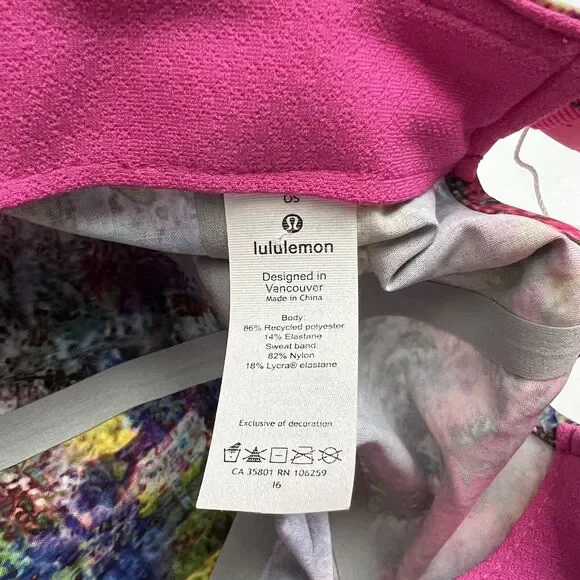 OS
lululemon
Designed in
Vancouver
Made in China
Body:
86% Recycled polyester
14% Elastane
Sweat band:
82% Nylon
18% Lycra® elastane
Exclusive of decoration
CA 35801 RN 106259
16